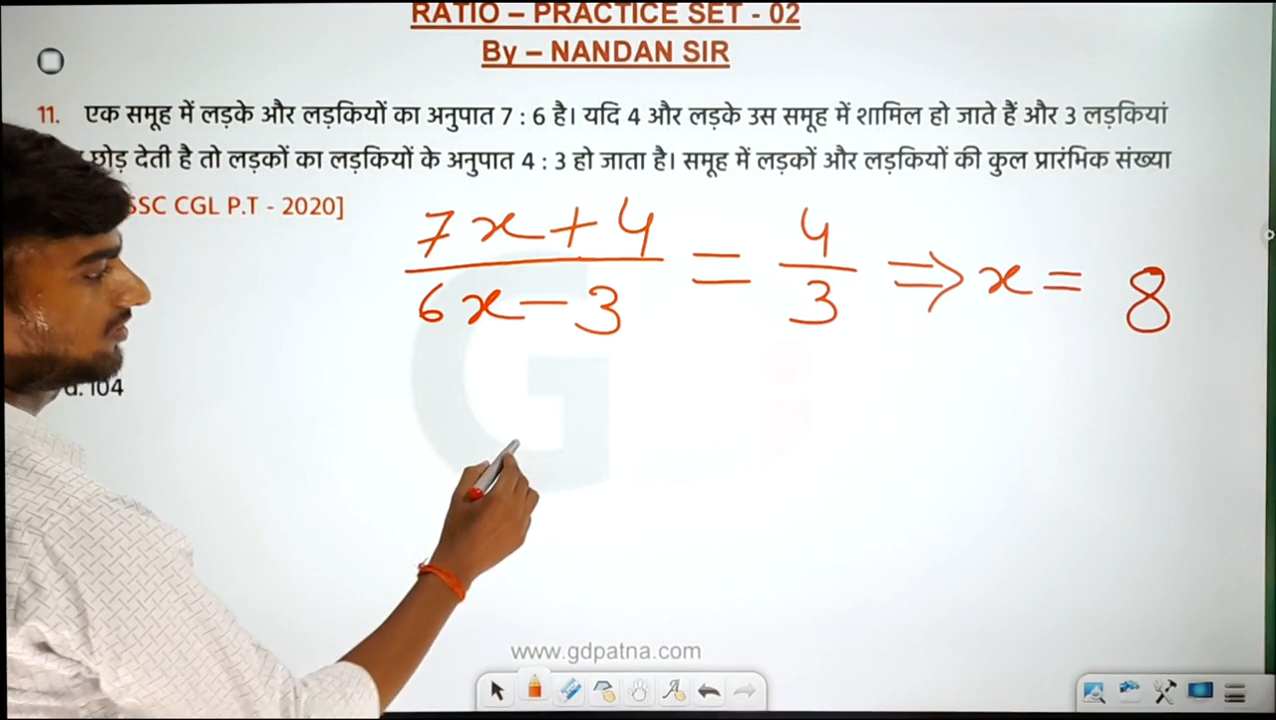 RATIO – PRACTICE SET - 02
By – NANDAN SIR
11. एक समूह में लड़के और लड़कियों का अनुपात 7 : 6 है। यदि 4 और लड़के उस समूह में शामिल हो जाते हैं और 3 लड़कियां
छोड़ देती है तो लड़कों का लड़कियों के अनुपात 4 : 3 हो जाता है। समूह में लड़कों और लड़कियों की कुल प्रारंभिक संख्या
SSC CGL P.T - 2020]
7x+4 / 6x-3 = 4 / 3 ⇒ x = 8
d. 104
www.gdpatna.com